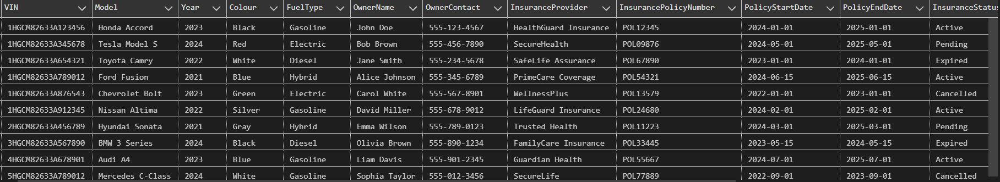 VIN Model Year Colour FuelType OwnerName OwnerContact InsuranceProvider InsurancePolicyNumber PolicyStartDate PolicyEndDate InsuranceStatus
1HGCM82633A123456 Honda Accord 2023 Black Gasoline John Doe 555-123-4567 HealthGuard Insurance POL12345 2024-01-01 2025-01-01 Active
1HGCM82633A345678 Tesla Model S 2024 Red Electric Bob Brown 555-456-7890 SecureHealth POL09876 2024-05-01 2025-05-01 Pending
1HGCM82633A654321 Toyota Camry 2022 White Diesel Jane Smith 555-234-5678 SafeLife Assurance POL67890 2023-01-01 2024-01-01 Expired
1HGCM82633A789012 Ford Fusion 2021 Blue Hybrid Alice Johnson 555-345-6789 PrimeCare Coverage POL54321 2024-06-15 2025-06-15 Active
1HGCM82633A876543 Chevrolet Bolt 2023 Green Electric Carol White 555-567-8901 WellnessPlus POL13579 2022-01-01 2023-01-01 Cancelled
1HGCM82633A912345 Nissan Altima 2022 Silver Gasoline David Miller 555-678-9012 LifeGuard Insurance POL24680 2024-02-01 2025-02-01 Active
2HGCM82633A456789 Hyundai Sonata 2021 Gray Hybrid Emma Wilson 555-789-0123 Trusted Health POL11223 2024-03-01 2025-03-01 Pending
3HGCM82633A567890 BMW 3 Series 2024 Black Diesel Olivia Brown 555-890-1234 FamilyCare Insurance POL33445 2023-05-15 2024-05-15 Expired
4HGCM82633A678901 Audi A4 2023 Blue Gasoline Liam Davis 555-901-2345 Guardian Health POL55667 2024-07-01 2025-07-01 Active
5HGCM82633A789012 Mercedes C-Class 2024 White Gasoline Sophia Taylor 555-012-3456 SecureLife POL77889 2022-09-01 2023-09-01 Cancelled